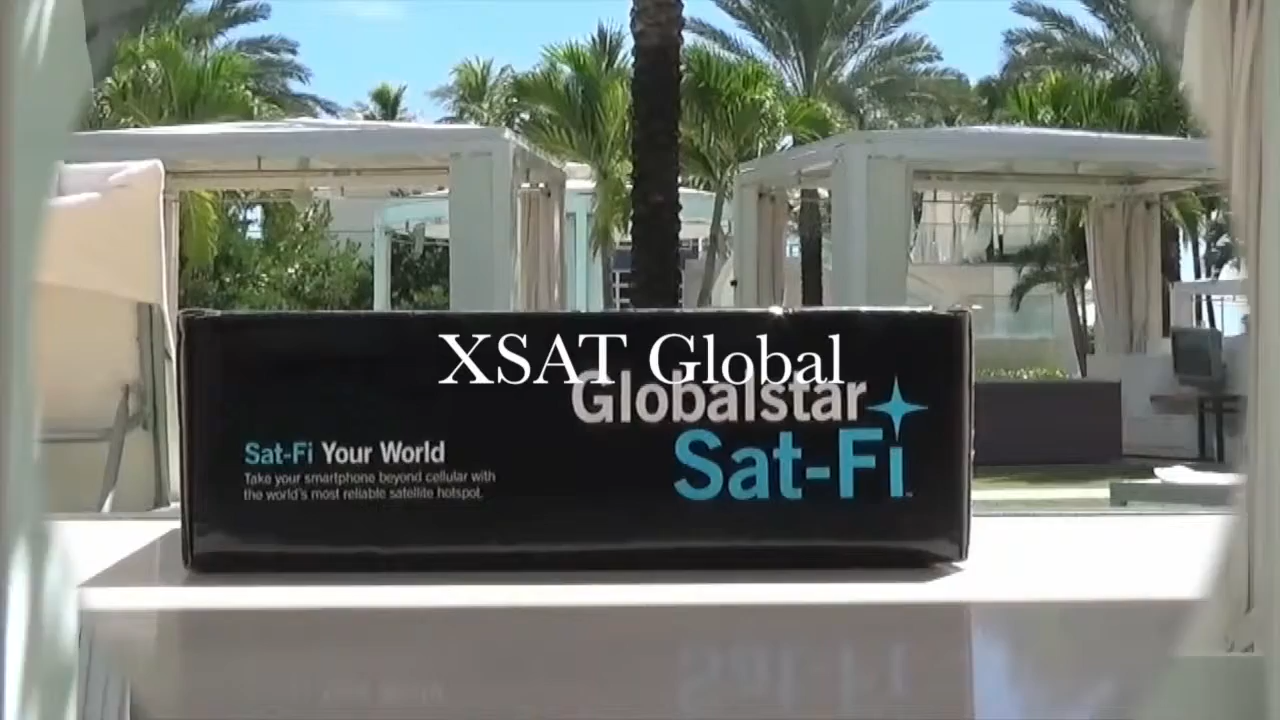 XSAT Global
Globalstar
Sat-Fi™
Sat-Fi Your World
Take your smartphone beyond cellular with
the world's most reliable satellite hotspot.